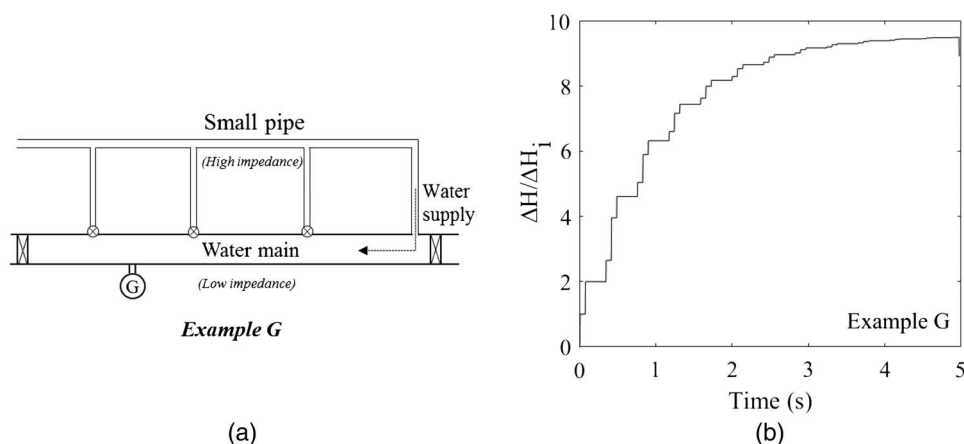 Small pipe
(High impedance)
Water
supply
Water main
G
(Low impedance)
Example G
(a)
(b)
10
8
6
4
2
0
ΔH/ΔHi
Example G
0
1
2
3
4
5
Time (s)